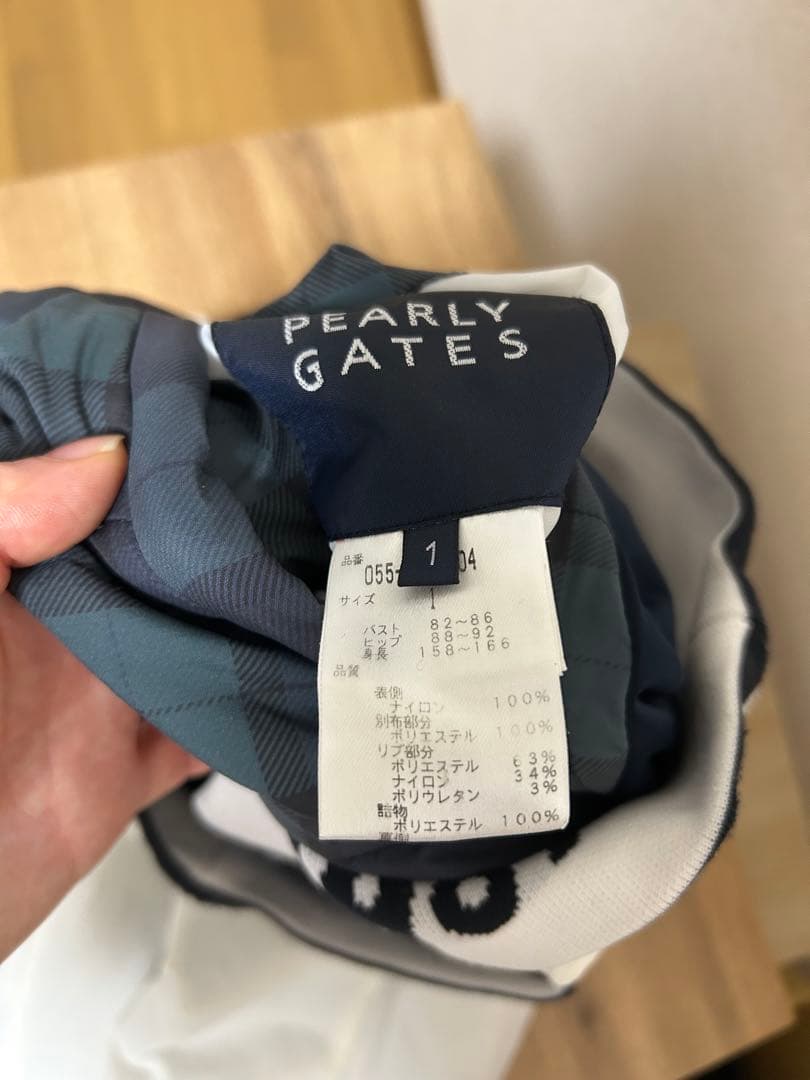 PEARLY
GATES
1
品番
055- 04
サイズ 1
バスト 82～86
ヒップ 88～92
身長 158～166
品質
表側
ナイロン 100%
別布部分
ポリエステル 100%
リブ部分
ポリエステル 63%
ナイロン 34%
ポリウレタン 3%
詰物
ポリエステル 100%
裏側